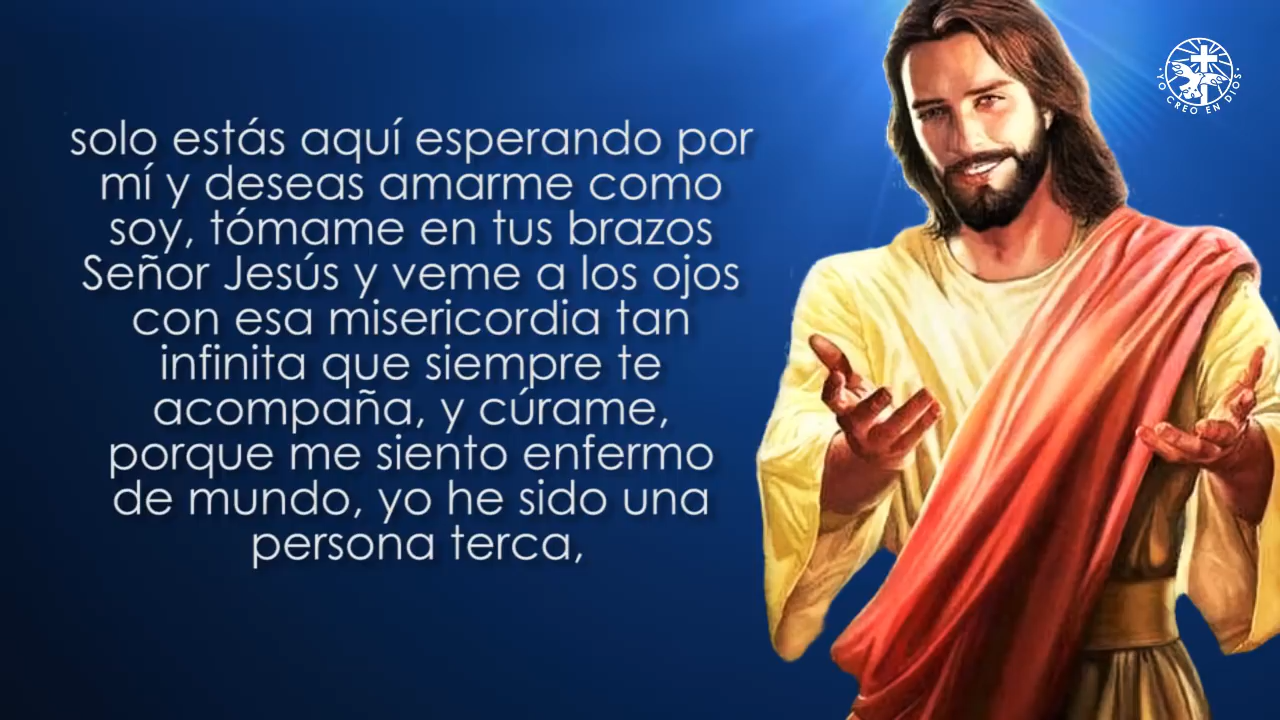 solo estás aquí esperando por
mí y deseas amarme como
soy, tómame en tus brazos
Señor Jesús y veme a los ojos
con esa misericordia tan
infinita que siempre te
acompaña, y cúrame,
porque me siento enfermo
de mundo, yo he sido una
persona terca,
· YO CREO EN DIOS ·